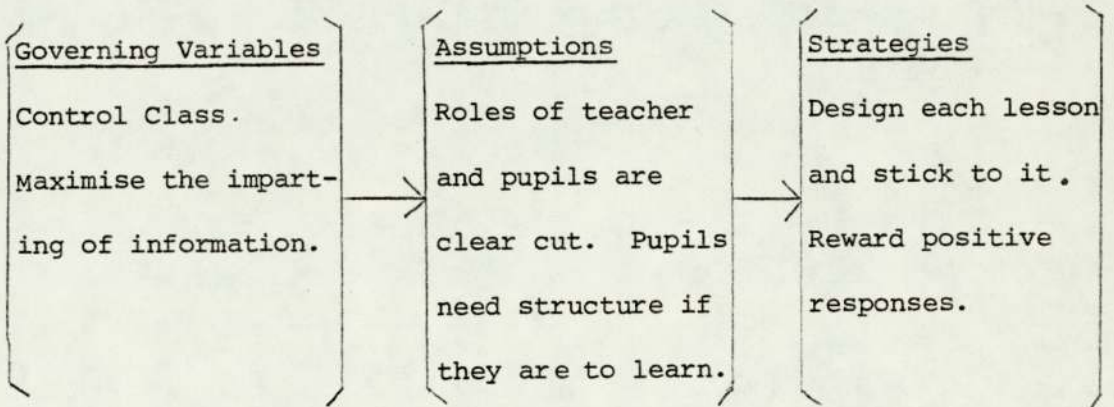 Governing Variables
Control Class.
Maximise the impart-
ing of information.
Assumptions
Roles of teacher
and pupils are
clear cut. Pupils
need structure if
they are to learn.
Strategies
Design each lesson
and stick to it.
Reward positive
responses.